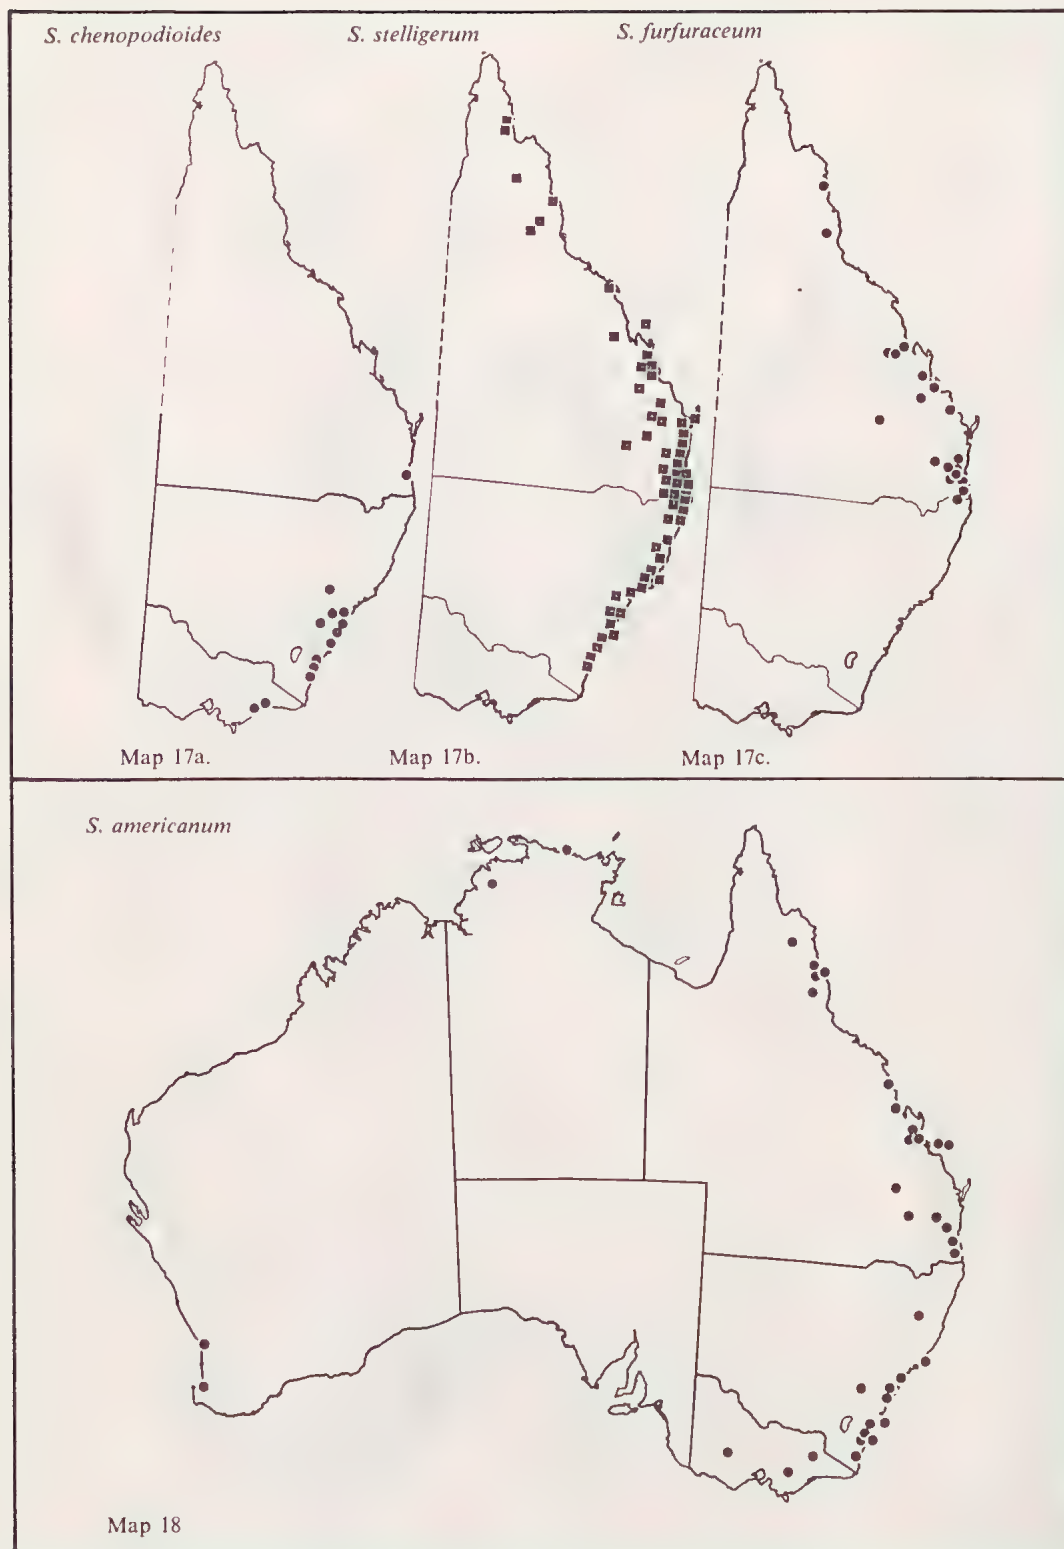 S. chenopodioides S. stelligerum S. furfuraceum
Map 17a. Map 17b. Map 17c.
S. americanum
Map 18